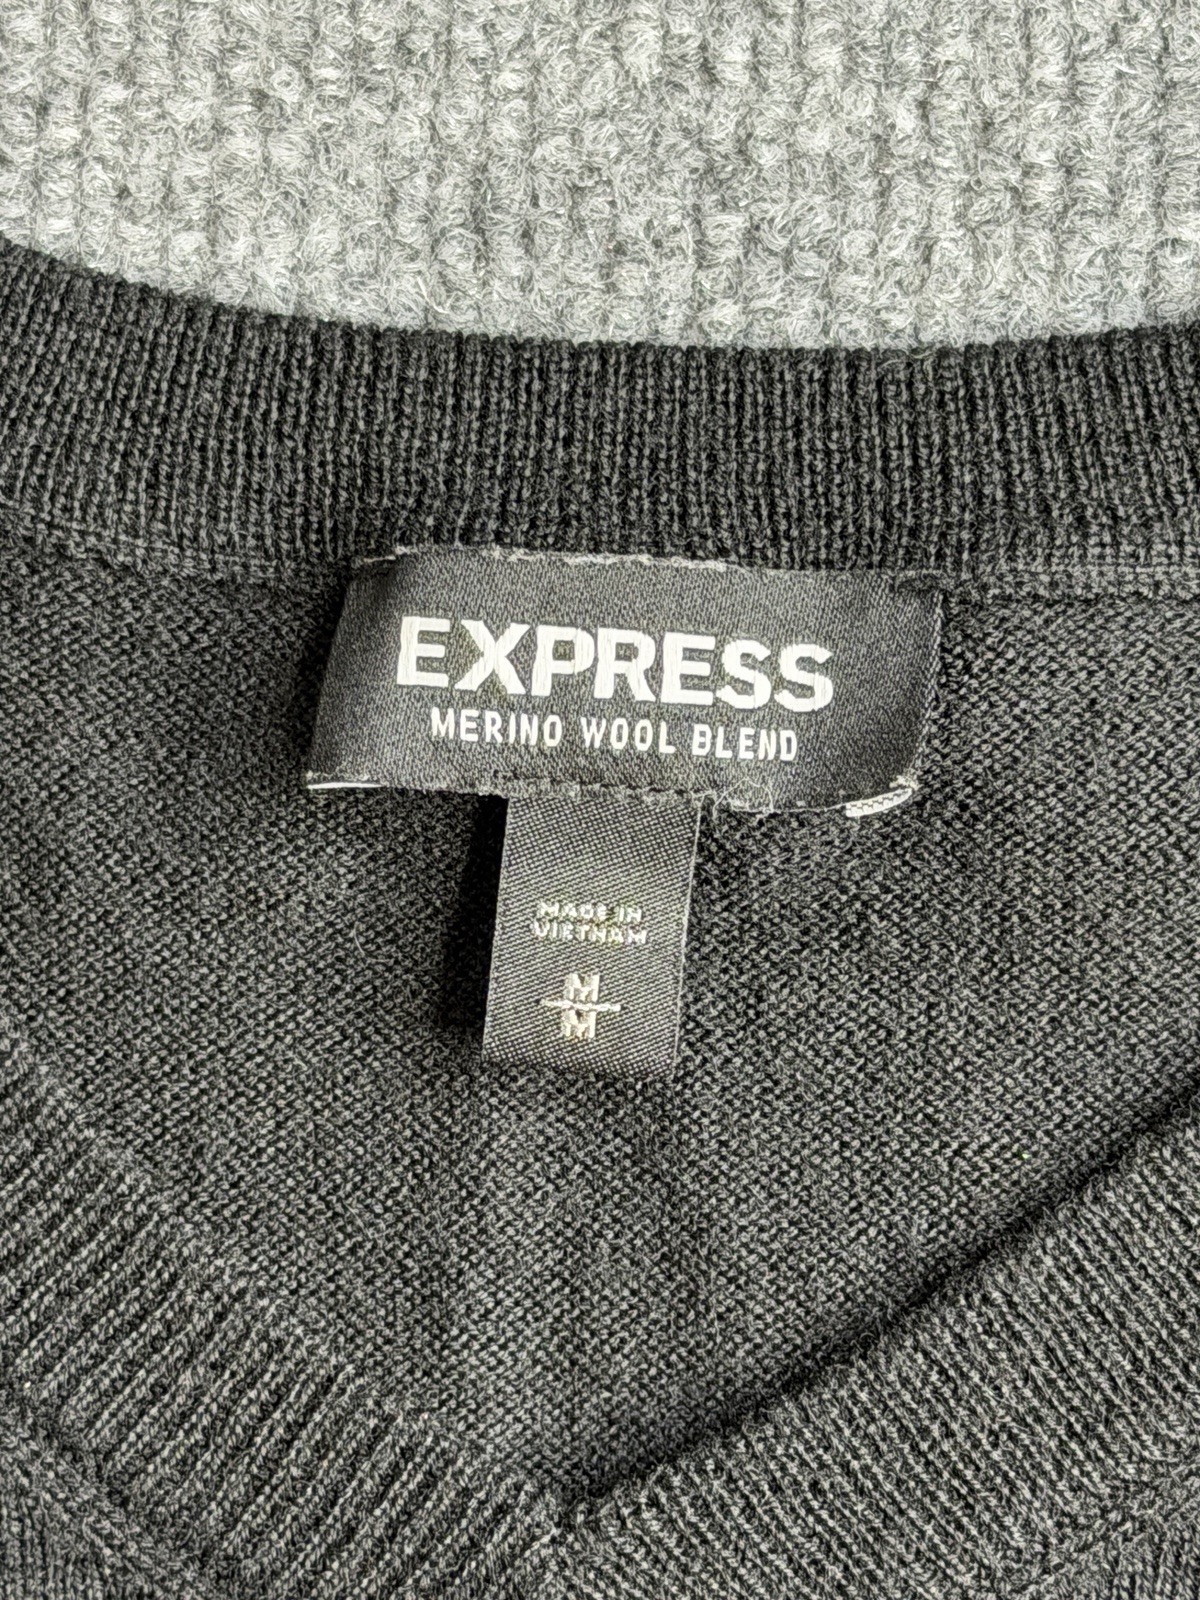 EXPRESS
MERINO WOOL BLEND
MADE IN
VIETNAM
M
M